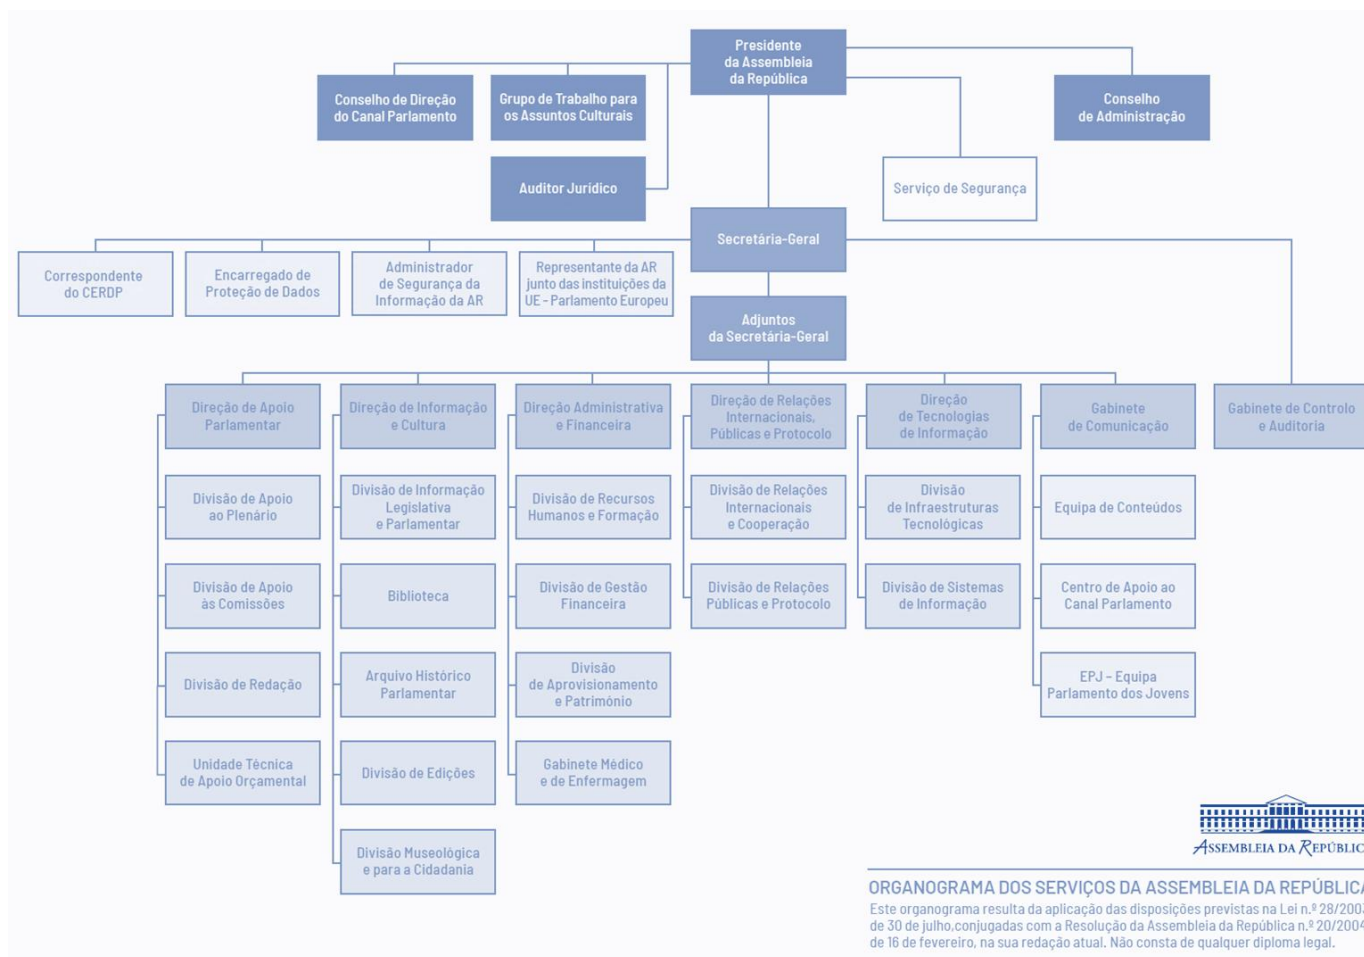 Presidente
da Assembleia
da República
Conselho de Direção
do Canal Parlamento
Grupo de Trabalho para
os Assuntos Culturais
Conselho
de Administração
Auditor Jurídico
Serviço de Segurança
Secretária-Geral
Correspondente
do CERDP
Encarregado de
Proteção de Dados
Administrador
de Segurança da
Informação da AR
Representante da AR
junto das instituições da
UE - Parlamento Europeu
Adjuntos
da Secretária-Geral
Direção de Apoio
Parlamentar
Direção de Informação
e Cultura
Direção Administrativa
e Financeira
Direção de Relações
Internacionais,
Públicas e Protocolo
Direção
de Tecnologias
de Informação
Gabinete
de Comunicação
Gabinete de Controlo
e Auditoria
Divisão de Apoio
ao Plenário
Divisão de Informação
Legislativa
e Parlamentar
Divisão de Recursos
Humanos e Formação
Divisão de Relações
Internacionais
e Cooperação
Divisão
de Infraestruturas
Tecnológicas
Equipa de Conteúdos
Divisão de Apoio
às Comissões
Biblioteca
Divisão de Gestão
Financeira
Divisão de Relações
Públicas e Protocolo
Divisão de Sistemas
de Informação
Centro de Apoio ao
Canal Parlamento
Divisão de Redação
Arquivo Histórico
Parlamentar
Divisão
de Aprovisionamento
e Património
EPJ - Equipa
Parlamento dos Jovens
Unidade Técnica
de Apoio Orçamental
Divisão de Edições
Gabinete Médico
e de Enfermagem
Divisão Museológica
e para a Cidadania
ASSEMBLEIA DA REPÚBLIC
ORGANOGRAMA DOS SERVIÇOS DA ASSEMBLEIA DA REPÚBLICA
Este organograma resulta da aplicação das disposições previstas na Lei n.º 28/2003
de 30 de julho,conjugadas com a Resolução da Assembleia da República n.º 20/2004
de 16 de fevereiro, na sua redação atual. Não consta de qualquer diploma legal.